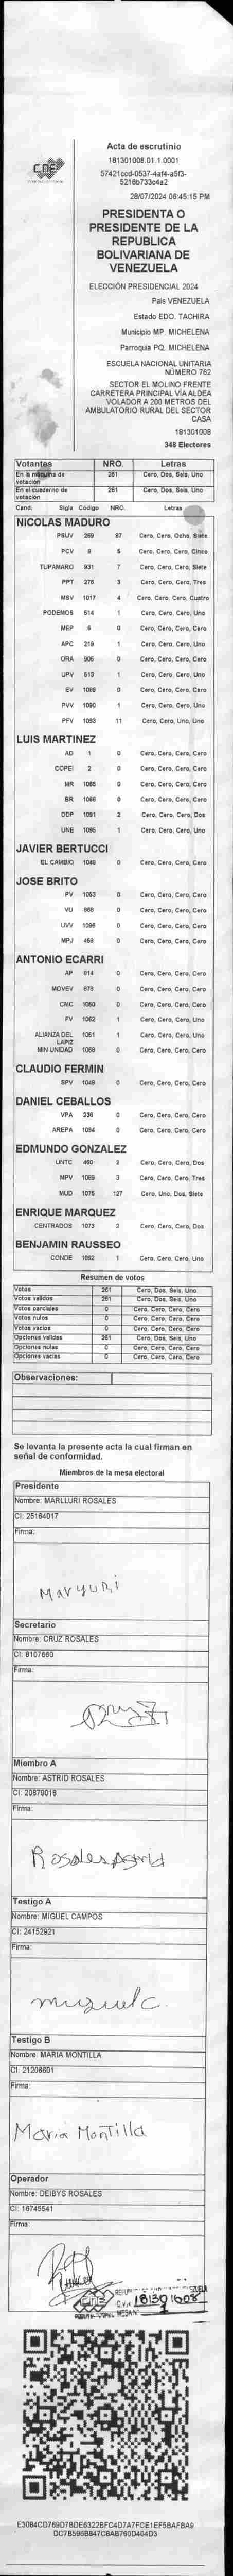 CNE
Acta de escrutinio
181301008.01.1.0001
57421ccd-0537-4af4-a5f3-
5216b733c4a2
28/07/2024 06:45:15 PM
PRESIDENTA O
PRESIDENTE DE LA
REPUBLICA
BOLIVARIANA DE
VENEZUELA
ELECCIÓN PRESIDENCIAL 2024
País VENEZUELA
Estado EDO. TACHIRA
Municipio MP. MICHELENA
Parroquia PQ. MICHELENA
ESCUELA NACIONAL UNITARIA
NÚMERO 762
SECTOR EL MOLINO FRENTE
CARRETERA PRINCIPAL VÍA ALDEA
VOLADOR A 200 METROS DEL
AMBULATORIO RURAL DEL SECTOR
CASA
181301008
348 Electores
Votantes NRO. Letras
En la máquina de votación 261 Cero, Dos, Seis, Uno
En el cuaderno de votación 261 Cero, Dos, Seis, Uno
Cand. Sigla Código NRO. Letras
NICOLAS MADURO
PSUV 269 87 Cero, Cero, Ocho, Siete
PCV 9 5 Cero, Cero, Cero, Cinco
TUPAMARO 931 7 Cero, Cero, Cero, Siete
PPT 276 3 Cero, Cero, Cero, Tres
MSV 1017 4 Cero, Cero, Cero, Cuatro
PODEMOS 514 1 Cero, Cero, Cero, Uno
MEP 6 0 Cero, Cero, Cero, Cero
APC 219 1 Cero, Cero, Cero, Uno
ORA 906 0 Cero, Cero, Cero, Cero
UPV 513 1 Cero, Cero, Cero, Uno
EV 1099 0 Cero, Cero, Cero, Cero
PVV 1090 1 Cero, Cero, Cero, Uno
PFV 1093 11 Cero, Cero, Uno, Uno
LUIS MARTINEZ
AD 1 0 Cero, Cero, Cero, Cero
COPEI 2 0 Cero, Cero, Cero, Cero
MR 1065 0 Cero, Cero, Cero, Cero
BR 1066 0 Cero, Cero, Cero, Cero
DDP 1091 2 Cero, Cero, Cero, Dos
UNE 1095 1 Cero, Cero, Cero, Uno
JAVIER BERTUCCI
EL CAMBIO 1048 0 Cero, Cero, Cero, Cero
JOSE BRITO
PV 1053 0 Cero, Cero, Cero, Cero
VU 968 0 Cero, Cero, Cero, Cero
UVV 1096 0 Cero, Cero, Cero, Cero
MPJ 458 0 Cero, Cero, Cero, Cero
ANTONIO ECARRI
AP 914 0 Cero, Cero, Cero, Cero
MOVEV 978 0 Cero, Cero, Cero, Cero
CMC 1050 0 Cero, Cero, Cero, Cero
FV 1062 1 Cero, Cero, Cero, Uno
ALIANZA DEL LAPIZ 1051 1 Cero, Cero, Cero, Uno
MIN UNIDAD 1069 0 Cero, Cero, Cero, Cero
CLAUDIO FERMIN
SPV 1049 0 Cero, Cero, Cero, Cero
DANIEL CEBALLOS
VPA 236 0 Cero, Cero, Cero, Cero
AREPA 1094 0 Cero, Cero, Cero, Cero
EDMUNDO GONZALEZ
UNTC 460 2 Cero, Cero, Cero, Dos
MPV 1069 3 Cero, Cero, Cero, Tres
MUD 1075 127 Cero, Uno, Dos, Siete
ENRIQUE MARQUEZ
CENTRADOS 1073 2 Cero, Cero, Cero, Dos
BENJAMIN RAUSSEO
CONDE 1092 1 Cero, Cero, Cero, Uno
Resumen de votos
Votos 261 Cero, Dos, Seis, Uno
Votos validos 261 Cero, Dos, Seis, Uno
Votos parciales 0 Cero, Cero, Cero, Cero
Votos nulos 0 Cero, Cero, Cero, Cero
Votos vacios 0 Cero, Cero, Cero, Cero
Opciones validas 261 Cero, Dos, Seis, Uno
Opciones nulas 0 Cero, Cero, Cero, Cero
Opciones vacias 0 Cero, Cero, Cero, Cero
Observaciones:
Se levanta la presente acta la cual firman en
señal de conformidad.
Miembros de la mesa electoral
Presidente
Nombre: MARLLURI ROSALES
CI: 25164017
Firma:
Maryuri
Secretario
Nombre: CRUZ ROSALES
CI: 8107660
Firma:
Miembro A
Nombre: ASTRID ROSALES
CI: 20879018
Firma:
Rosales Astrid
Testigo A
Nombre: MIGUEL CAMPOS
CI: 24152921
Firma:
miguel c.
Testigo B
Nombre: MARIA MONTILLA
CI: 21206601
Firma:
Maria Montilla
Operador
Nombre: DEIBYS ROSALES
CI: 16745541
Firma:
CNE
181301008
MESA N° 1
E3084CD769D7BDE6322BFC4D7A7FCE1EF5BAFBA9
DC7B596B847C8AB760D404D3